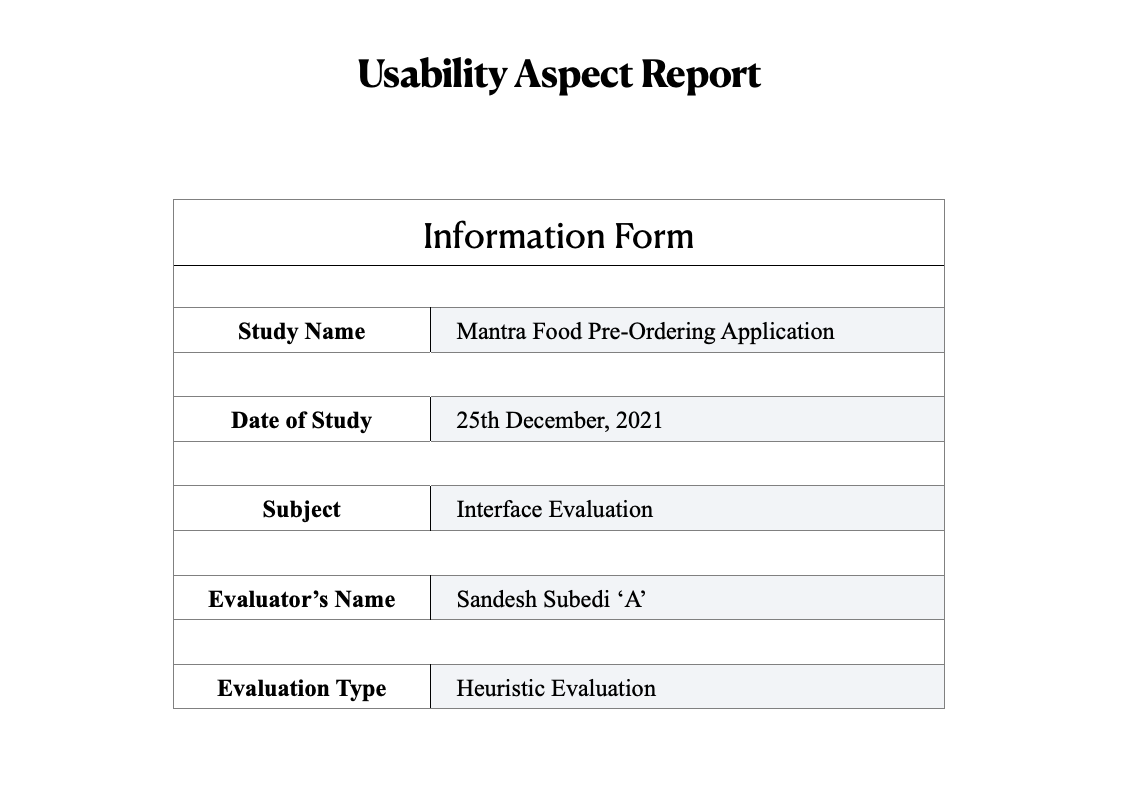 Usability Aspect Report
Information Form
Study Name Mantra Food Pre-Ordering Application
Date of Study 25th December, 2021
Subject Interface Evaluation
Evaluator’s Name Sandesh Subedi ‘A’
Evaluation Type Heuristic Evaluation